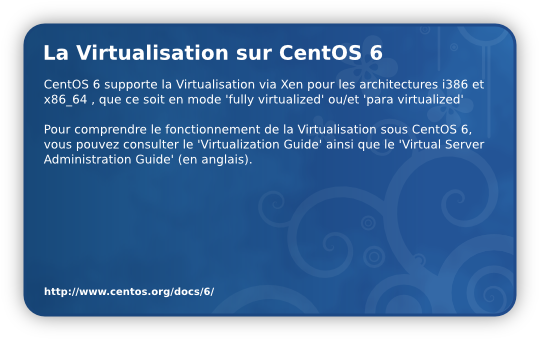 La Virtualisation sur CentOS 6
CentOS 6 supporte la Virtualisation via Xen pour les architectures i386 et
x86_64 , que ce soit en mode 'fully virtualized' ou/et 'para virtualized'
Pour comprendre le fonctionnement de la Virtualisation sous CentOS 6,
vous pouvez consulter le 'Virtualization Guide' ainsi que le 'Virtual Server
Administration Guide' (en anglais).
http://www.centos.org/docs/6/